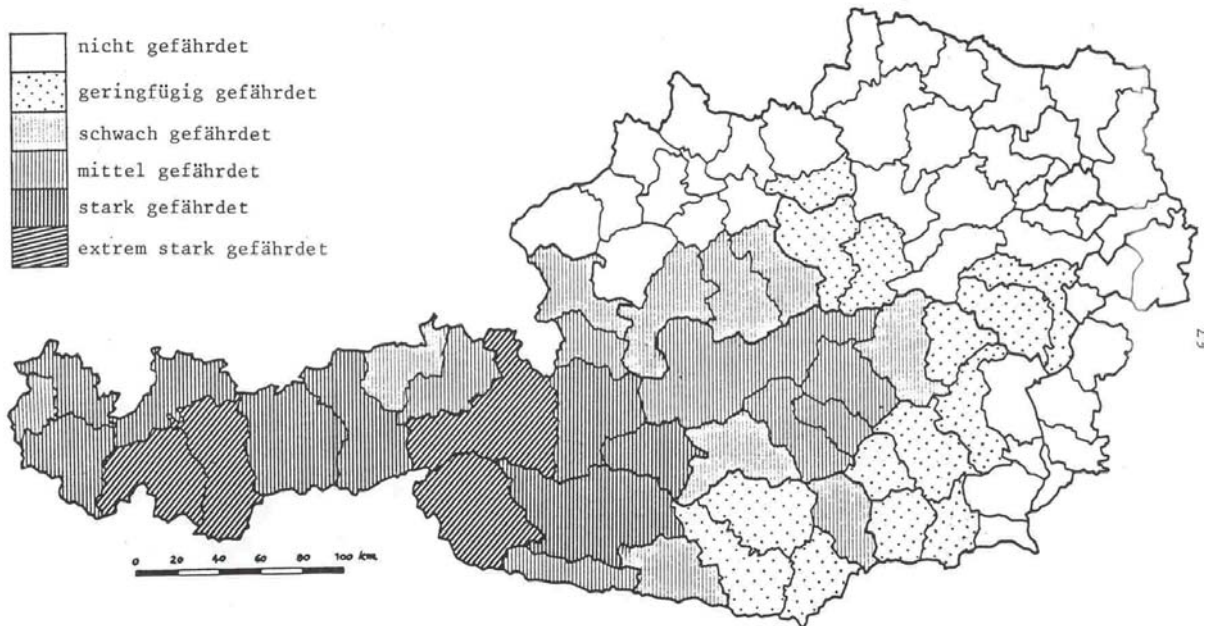 nicht gefährdet
geringfügig gefährdet
schwach gefährdet
mittel gefährdet
stark gefährdet
extrem stark gefährdet
0 20 40 60 80 100 km.